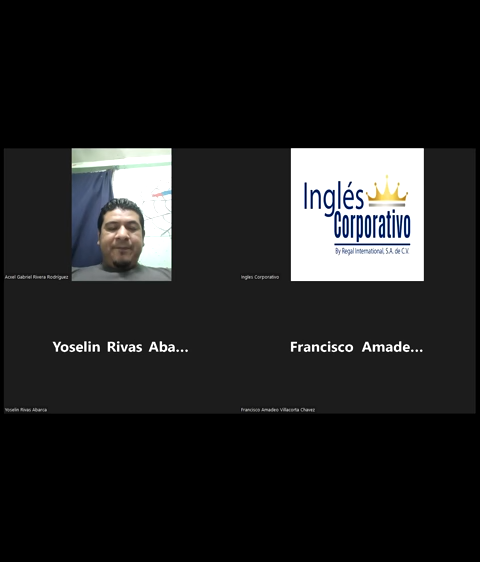 Inglés
Corporativo
By Regal International, S.A. de C.V.
Acxel Gabriel Rivera Rodríguez
Inglés Corporativo
Yoselin Rivas Aba...
Francisco Amade...
Yoselin Rivas Abarca
Francisco Amadeo Villacorta Chavez